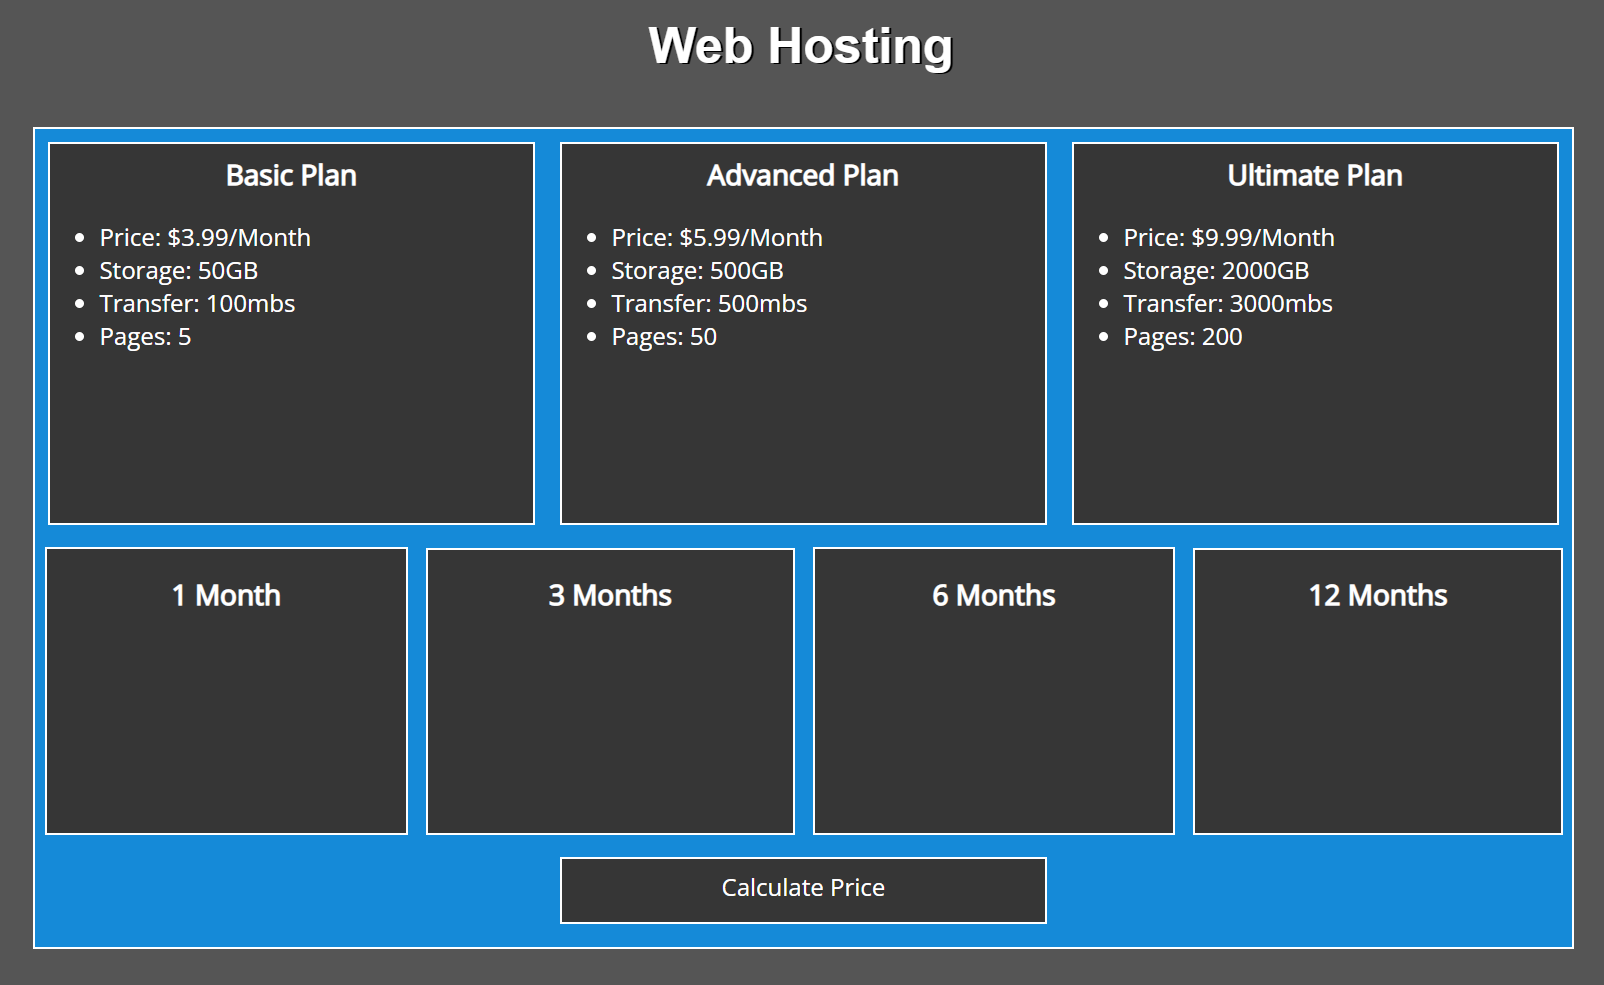 Web Hosting
Basic Plan
• Price: $3.99/Month
• Storage: 50GB
• Transfer: 100mbs
• Pages: 5
Advanced Plan
• Price: $5.99/Month
• Storage: 500GB
• Transfer: 500mbs
• Pages: 50
Ultimate Plan
• Price: $9.99/Month
• Storage: 2000GB
• Transfer: 3000mbs
• Pages: 200
1 Month
3 Months
6 Months
12 Months
Calculate Price